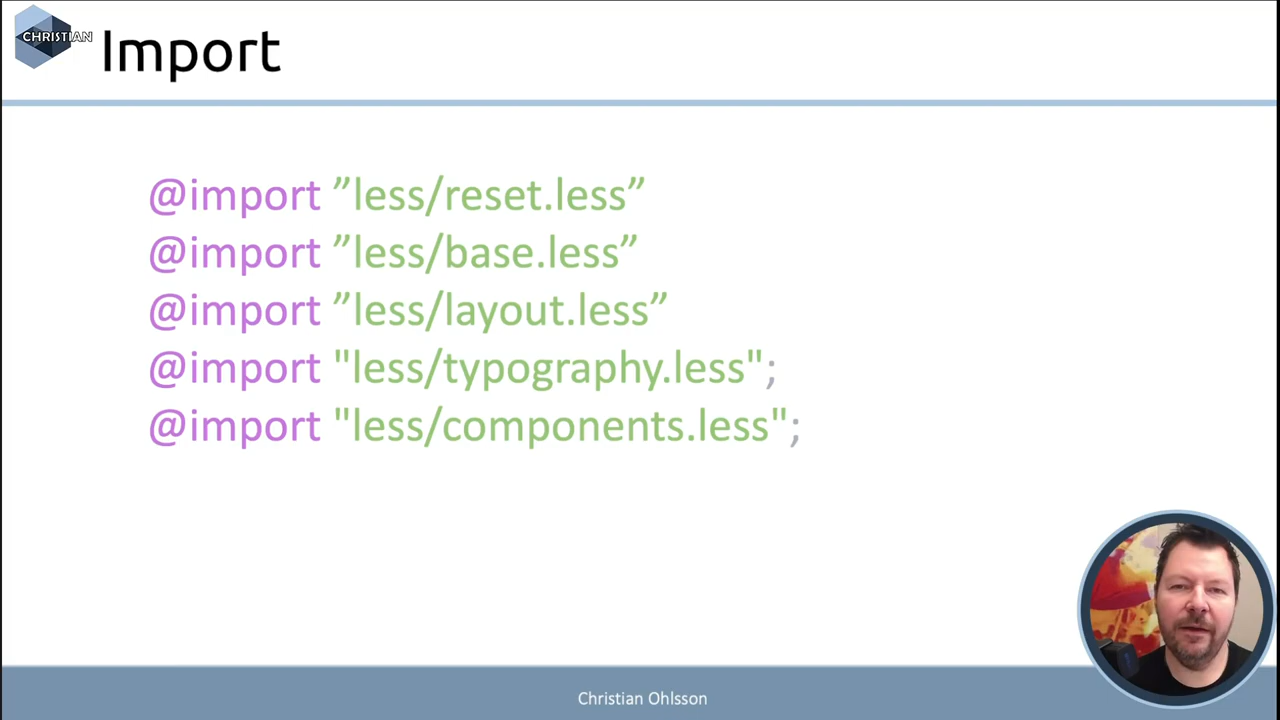 CHRISTIAN
Import
@import ”less/reset.less”
@import ”less/base.less”
@import ”less/layout.less”
@import "less/typography.less";
@import "less/components.less";
Christian Ohlsson